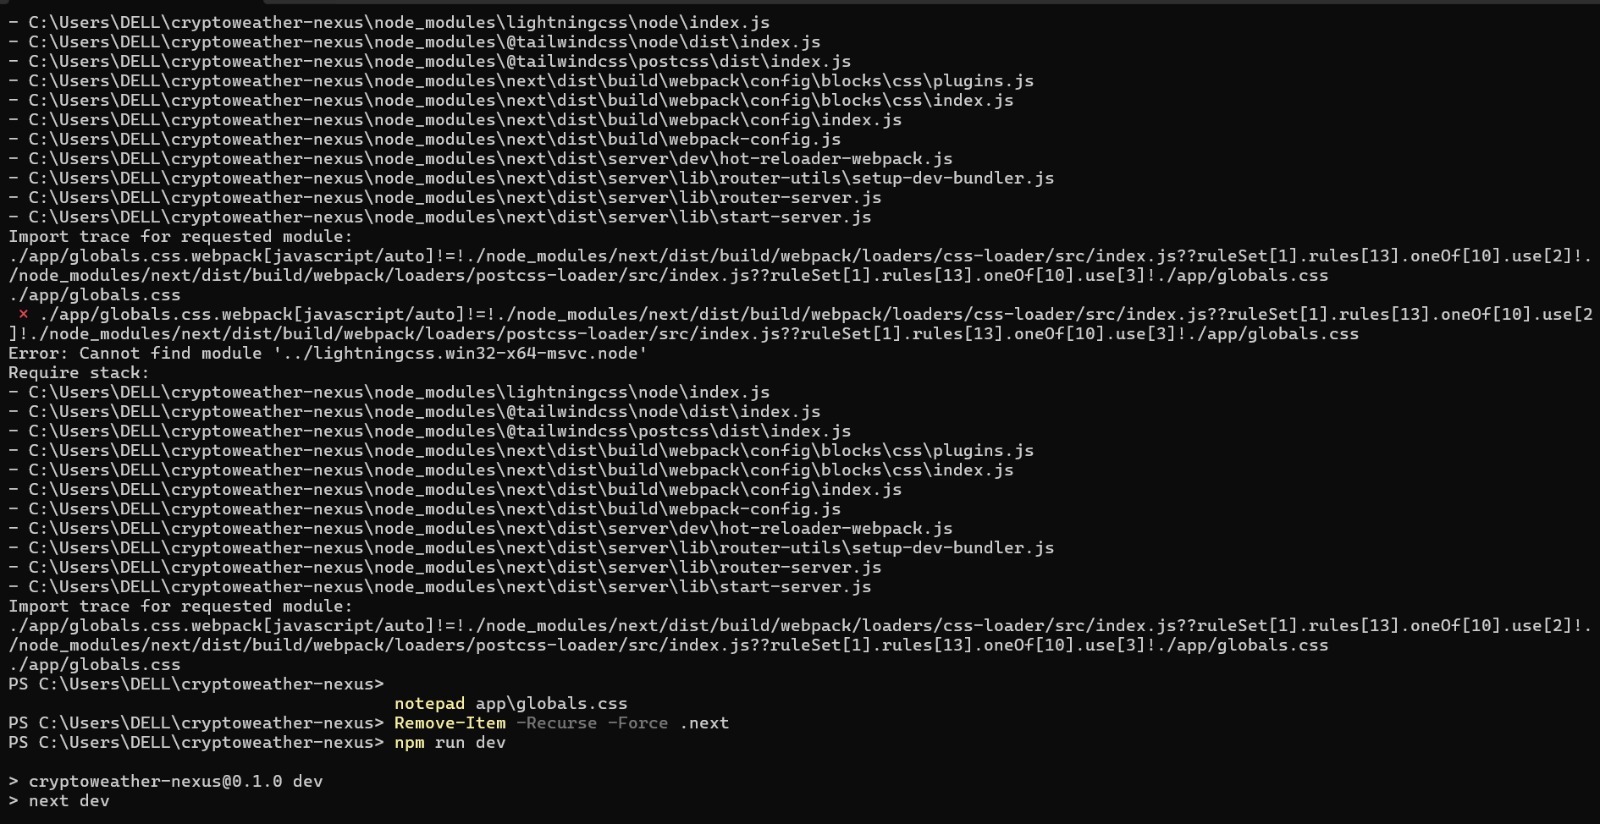 - C:\Users\DELL\cryptoweather-nexus\node_modules\lightningcss\node\index.js
- C:\Users\DELL\cryptoweather-nexus\node_modules\@tailwindcss\node\dist\index.js
- C:\Users\DELL\cryptoweather-nexus\node_modules\@tailwindcss\postcss\dist\index.js
- C:\Users\DELL\cryptoweather-nexus\node_modules\next\dist\build\webpack\config\blocks\css\plugins.js
- C:\Users\DELL\cryptoweather-nexus\node_modules\next\dist\build\webpack\config\blocks\css\index.js
- C:\Users\DELL\cryptoweather-nexus\node_modules\next\dist\build\webpack\config\index.js
- C:\Users\DELL\cryptoweather-nexus\node_modules\next\dist\build\webpack-config.js
- C:\Users\DELL\cryptoweather-nexus\node_modules\next\dist\server\dev\hot-reloader-webpack.js
- C:\Users\DELL\cryptoweather-nexus\node_modules\next\dist\server\lib\router-utils\setup-dev-bundler.js
- C:\Users\DELL\cryptoweather-nexus\node_modules\next\dist\server\lib\router-server.js
- C:\Users\DELL\cryptoweather-nexus\node_modules\next\dist\server\lib\start-server.js
Import trace for requested module:
./app/globals.css.webpack[javascript/auto]!=!./node_modules/next/dist/build/webpack/loaders/css-loader/src/index.js??ruleSet[1].rules[13].oneOf[10].use[2]!.
/node_modules/next/dist/build/webpack/loaders/postcss-loader/src/index.js??ruleSet[1].rules[13].oneOf[10].use[3]!./app/globals.css
./app/globals.css
 × ./app/globals.css.webpack[javascript/auto]!=!./node_modules/next/dist/build/webpack/loaders/css-loader/src/index.js??ruleSet[1].rules[13].oneOf[10].use[2
]!./node_modules/next/dist/build/webpack/loaders/postcss-loader/src/index.js??ruleSet[1].rules[13].oneOf[10].use[3]!./app/globals.css
Error: Cannot find module '../lightningcss.win32-x64-msvc.node'
Require stack:
- C:\Users\DELL\cryptoweather-nexus\node_modules\lightningcss\node\index.js
- C:\Users\DELL\cryptoweather-nexus\node_modules\@tailwindcss\node\dist\index.js
- C:\Users\DELL\cryptoweather-nexus\node_modules\@tailwindcss\postcss\dist\index.js
- C:\Users\DELL\cryptoweather-nexus\node_modules\next\dist\build\webpack\config\blocks\css\plugins.js
- C:\Users\DELL\cryptoweather-nexus\node_modules\next\dist\build\webpack\config\blocks\css\index.js
- C:\Users\DELL\cryptoweather-nexus\node_modules\next\dist\build\webpack\config\index.js
- C:\Users\DELL\cryptoweather-nexus\node_modules\next\dist\build\webpack-config.js
- C:\Users\DELL\cryptoweather-nexus\node_modules\next\dist\server\dev\hot-reloader-webpack.js
- C:\Users\DELL\cryptoweather-nexus\node_modules\next\dist\server\lib\router-utils\setup-dev-bundler.js
- C:\Users\DELL\cryptoweather-nexus\node_modules\next\dist\server\lib\router-server.js
- C:\Users\DELL\cryptoweather-nexus\node_modules\next\dist\server\lib\start-server.js
Import trace for requested module:
./app/globals.css.webpack[javascript/auto]!=!./node_modules/next/dist/build/webpack/loaders/css-loader/src/index.js??ruleSet[1].rules[13].oneOf[10].use[2]!.
/node_modules/next/dist/build/webpack/loaders/postcss-loader/src/index.js??ruleSet[1].rules[13].oneOf[10].use[3]!./app/globals.css
./app/globals.css
PS C:\Users\DELL\cryptoweather-nexus>
notepad app\globals.css
PS C:\Users\DELL\cryptoweather-nexus> Remove-Item -Recurse -Force .next
PS C:\Users\DELL\cryptoweather-nexus> npm run dev
> cryptoweather-nexus@0.1.0 dev
> next dev